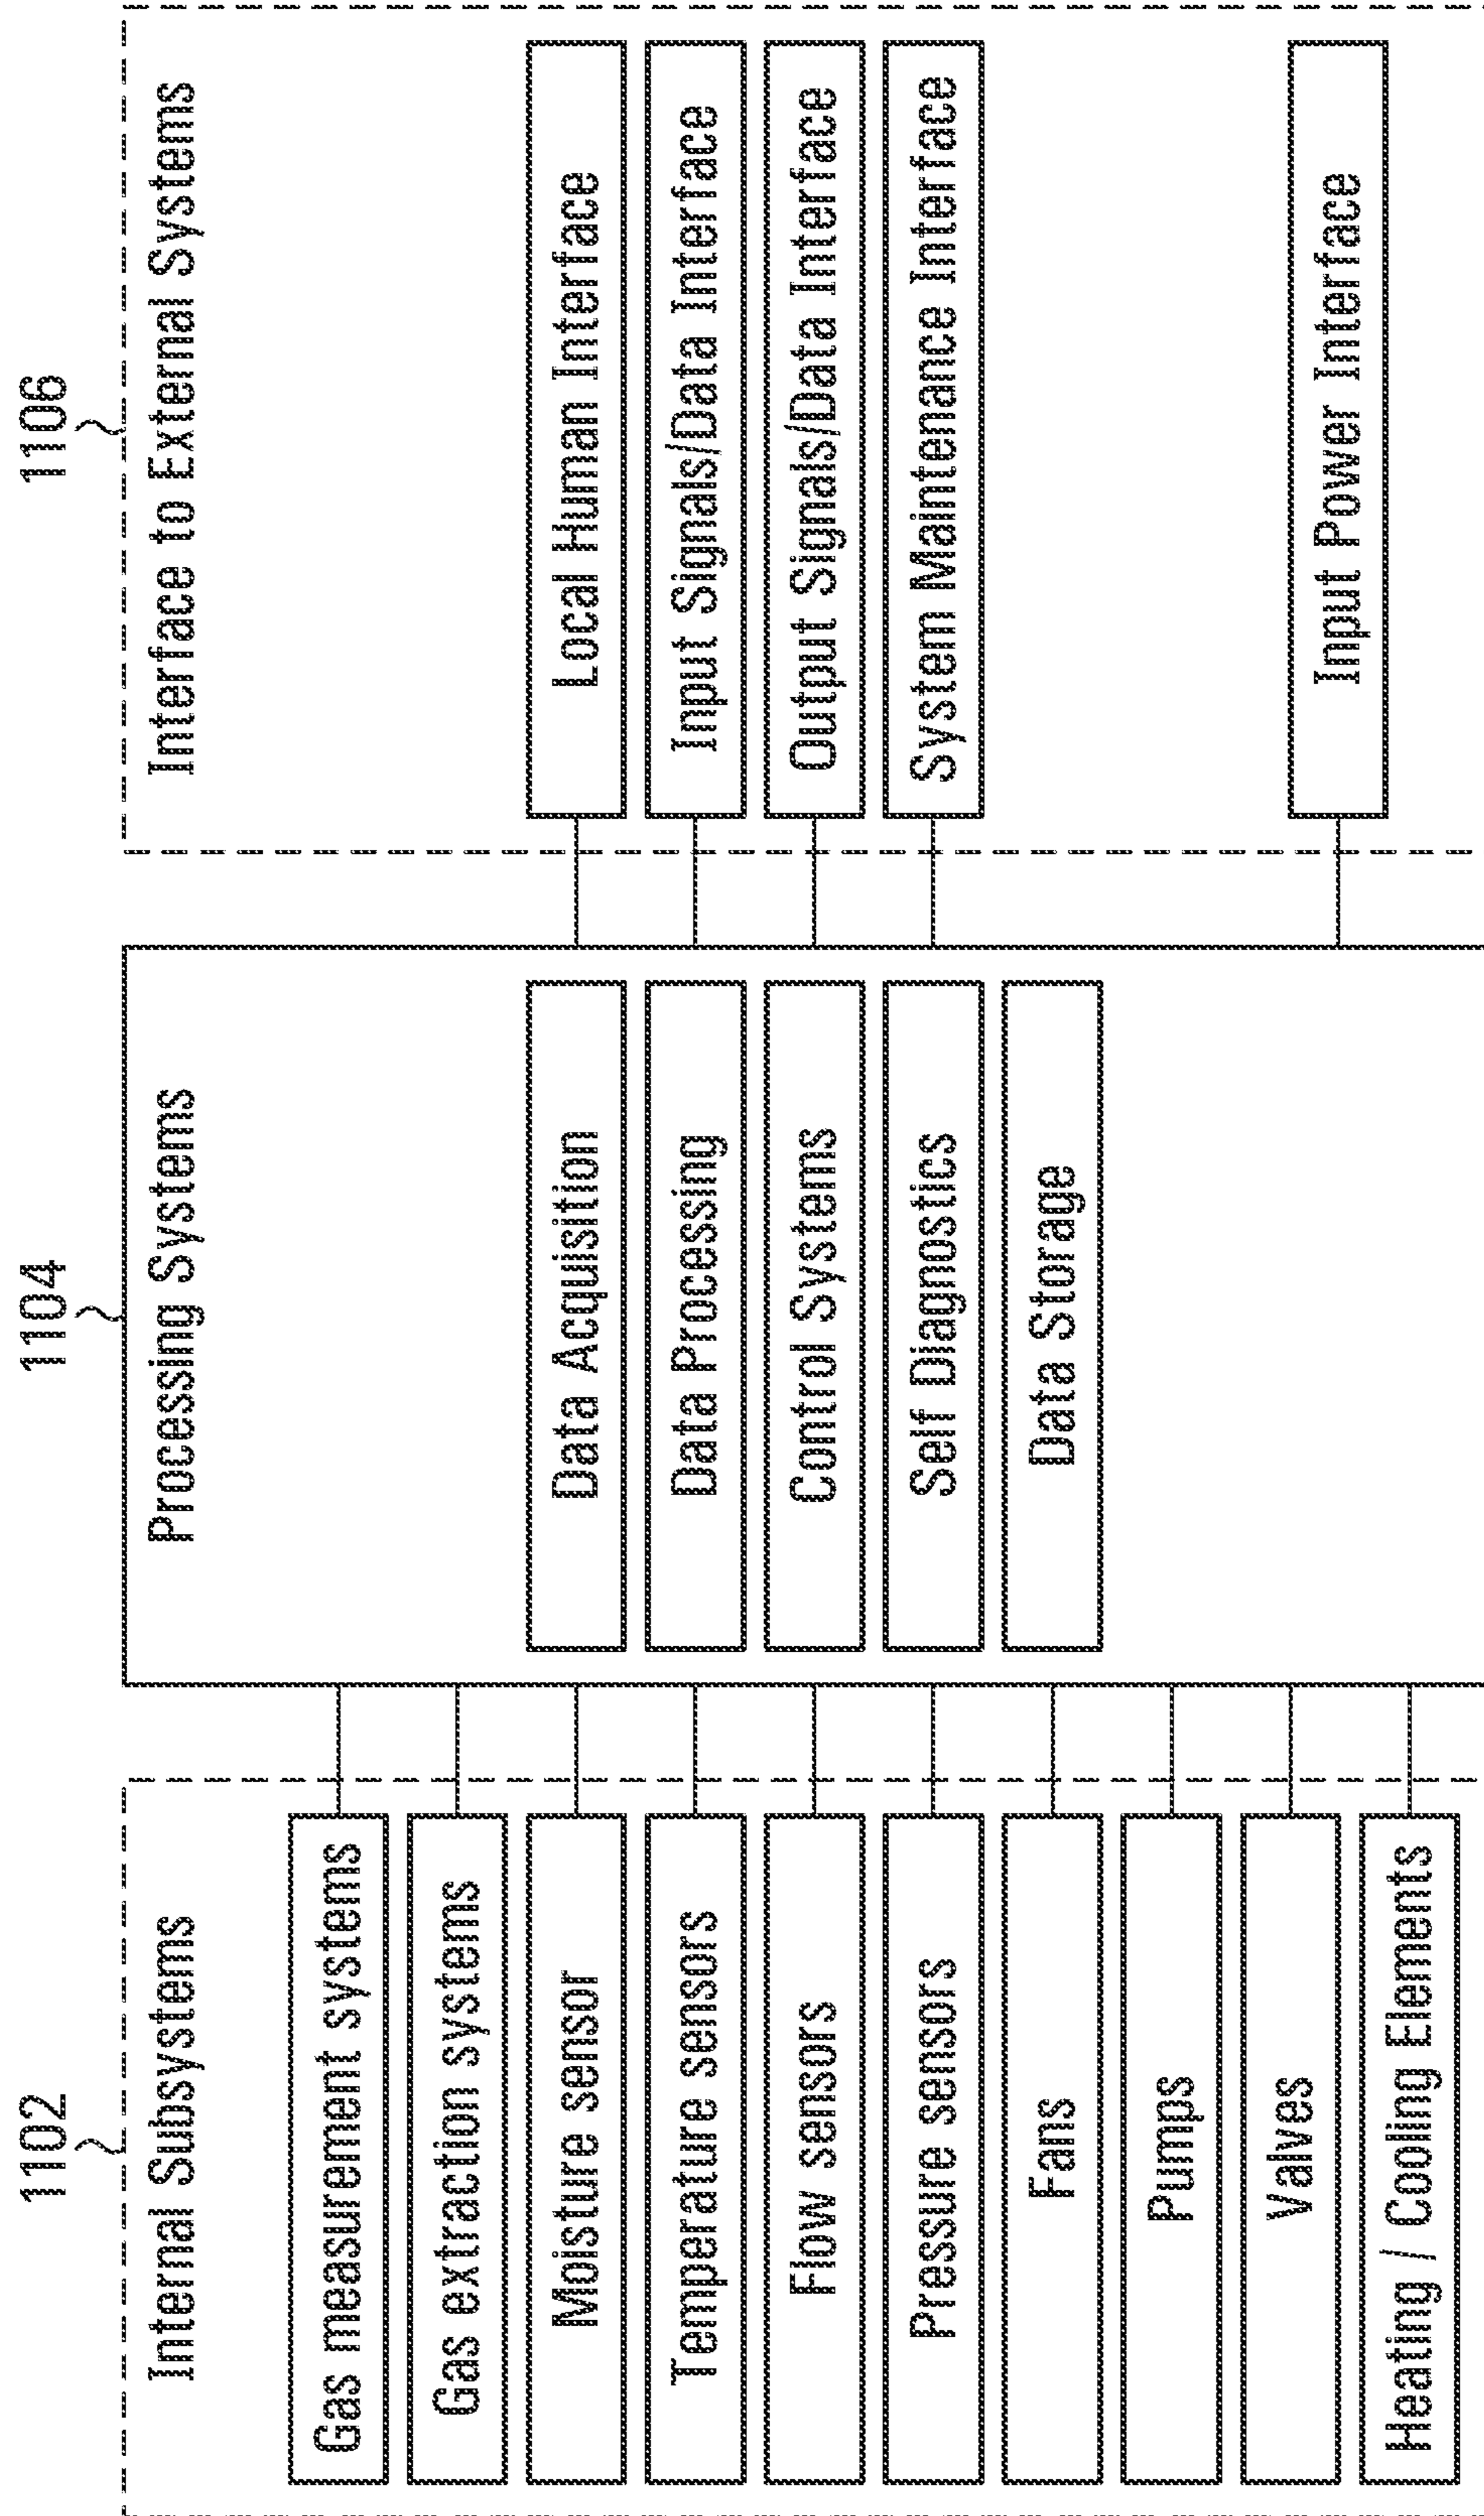 1102
Internal Subsystems
Gas measurement systems
Gas extraction systems
Moisture sensor
Temperature sensors
Flow sensors
Pressure sensors
Fans
Pumps
Valves
Heating / Cooling Elements
1104
Processing Systems
Data Acquisition
Data Processing
Control Systems
Self Diagnostics
Data Storage
1106
Interface to External Systems
Local Human Interface
Input Signals/Data Interface
Output Signals/Data Interface
System Maintenance Interface
Input Power Interface